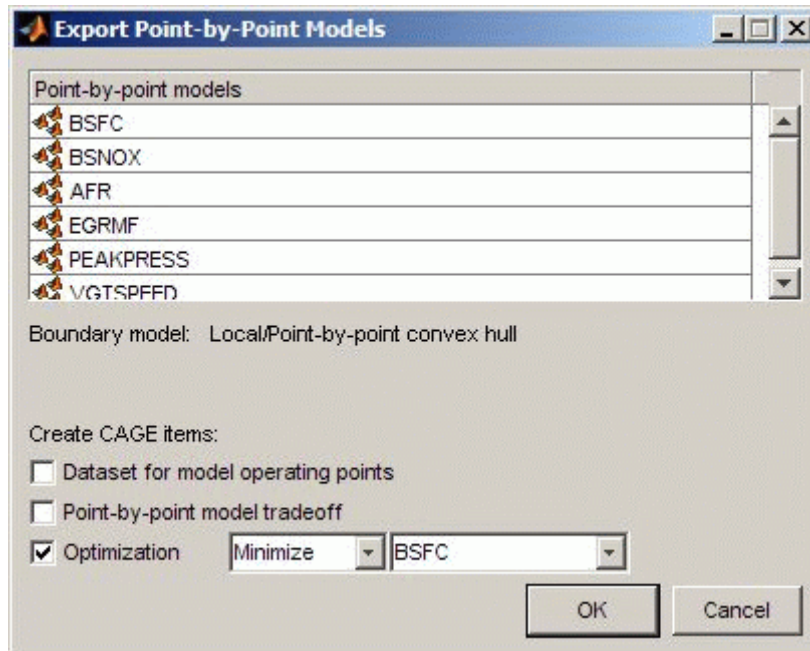 Export Point-by-Point Models
Point-by-point models
BSFC
BSNOX
AFR
EGRMF
PEAKPRESS
VGTSPEED
Boundary model: Local/Point-by-point convex hull
Create CAGE items:
Dataset for model operating points
Point-by-point model tradeoff
Optimization Minimize BSFC
OK Cancel